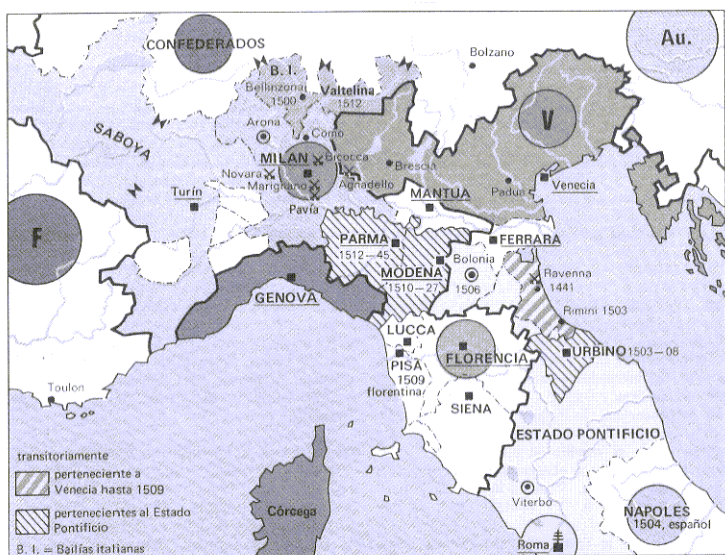 CONFEDERADOS
Au.
Bolzano
B. I.
Bellinzona
1500
Valtelina
1512
SABOYA
Arona
Como
V
MILAN
Bicocca
Brescia
Novara
Marignano
Agnadello
Padua
Venecia
Turín
Pavía
MANTUA
F
PARMA
1512—45
FERRARA
MODENA
1510—27
Bolonia
1506
Ravenna
1441
GENOVA
Rimini 1503
LUCCA
FLORENCIA
URBINO 1503—08
PISA
1509
florentina
Toulon
SIENA
ESTADO PONTIFICIO
transitoriamente
perteneciente a
Venecia hasta 1509
Viterbo
pertenecientes al Estado
Pontificio
Córcega
NAPOLES
1504, español
Roma
B. I. = Bailías italianas